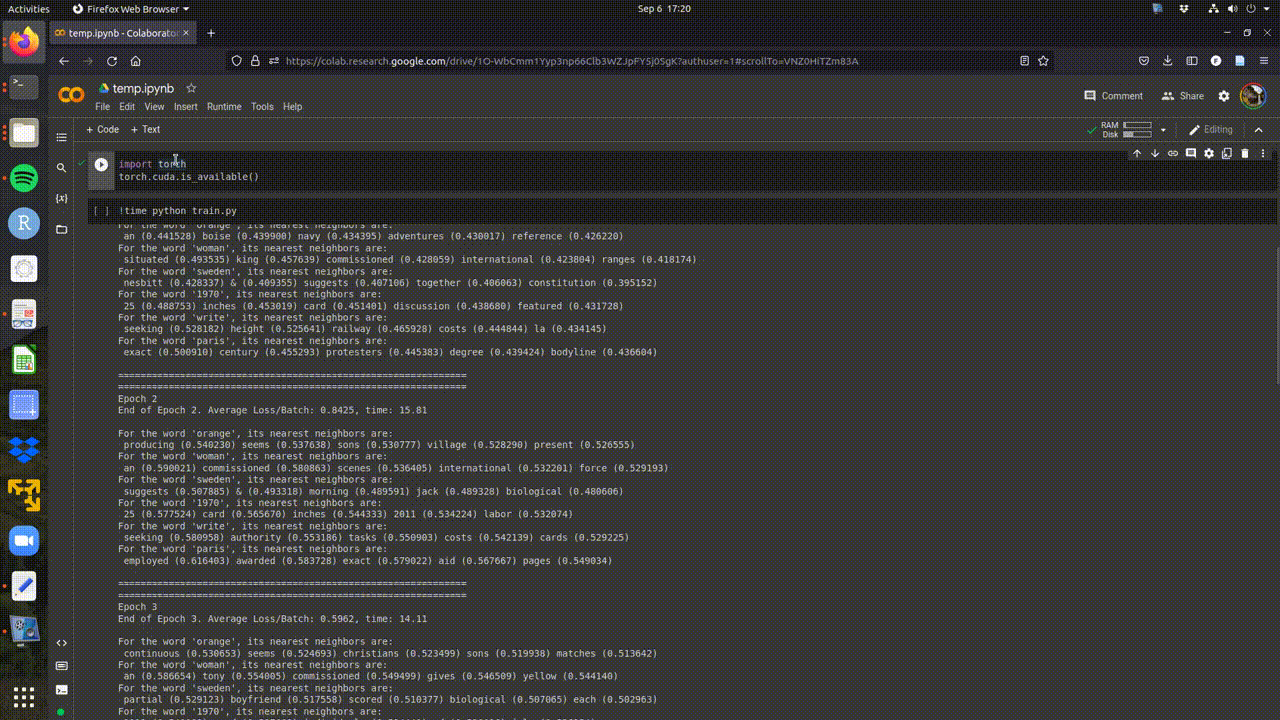 Activities Firefox Web Browser Sep 6 17:20
temp.ipynb - Colaborator
https://colab.research.google.com/drive/1O-WbCmm1Yyp3np66Clb3WZJpFY5j0SgK?authuser=1#scrollTo=VNZ0HiTZm83A
temp.ipynb
File Edit View Insert Runtime Tools Help
Comment Share
+ Code + Text
RAM
Disk
Editing
import torch
torch.cuda.is_available()
[ ] !time python train.py
For the word 'orange', its nearest neighbors are:
an (0.441528) boise (0.439900) navy (0.434395) adventures (0.430017) reference (0.426220)
For the word 'woman', its nearest neighbors are:
situated (0.493535) king (0.457639) commissioned (0.428059) international (0.423804) ranges (0.418174)
For the word 'sweden', its nearest neighbors are:
nesbitt (0.428337) & (0.409355) suggests (0.407106) together (0.406063) constitution (0.395152)
For the word '1970', its nearest neighbors are:
25 (0.488753) inches (0.453019) card (0.451401) discussion (0.438680) featured (0.431728)
For the word 'write', its nearest neighbors are:
seeking (0.528182) height (0.525641) railway (0.465928) costs (0.444844) la (0.434145)
For the word 'paris', its nearest neighbors are:
exact (0.500910) century (0.455293) protesters (0.445383) degree (0.439424) bodyline (0.436604)
==============================================================
==============================================================
Epoch 2
End of Epoch 2. Average Loss/Batch: 0.8425, time: 15.81
For the word 'orange', its nearest neighbors are:
producing (0.540230) seems (0.537638) sons (0.530777) village (0.528290) present (0.526555)
For the word 'woman', its nearest neighbors are:
an (0.590021) commissioned (0.580863) scenes (0.536405) international (0.532201) force (0.529193)
For the word 'sweden', its nearest neighbors are:
suggests (0.507885) & (0.493318) morning (0.489591) jack (0.489328) biological (0.480606)
For the word '1970', its nearest neighbors are:
25 (0.577524) card (0.565670) inches (0.544333) 2011 (0.534224) labor (0.532074)
For the word 'write', its nearest neighbors are:
seeking (0.580958) authority (0.553186) tasks (0.550903) costs (0.542139) cards (0.529225)
For the word 'paris', its nearest neighbors are:
employed (0.616403) awarded (0.583728) exact (0.579022) aid (0.567667) pages (0.549034)
==============================================================
==============================================================
Epoch 3
End of Epoch 3. Average Loss/Batch: 0.5962, time: 14.11
For the word 'orange', its nearest neighbors are:
continuous (0.530653) seems (0.524693) christians (0.523499) sons (0.519938) matches (0.513642)
For the word 'woman', its nearest neighbors are:
an (0.586654) tony (0.554005) commissioned (0.549499) gives (0.546509) yellow (0.544140)
For the word 'sweden', its nearest neighbors are:
partial (0.529123) boyfriend (0.517558) scored (0.510377) biological (0.507065) each (0.502963)
For the word '1970', its nearest neighbors are: